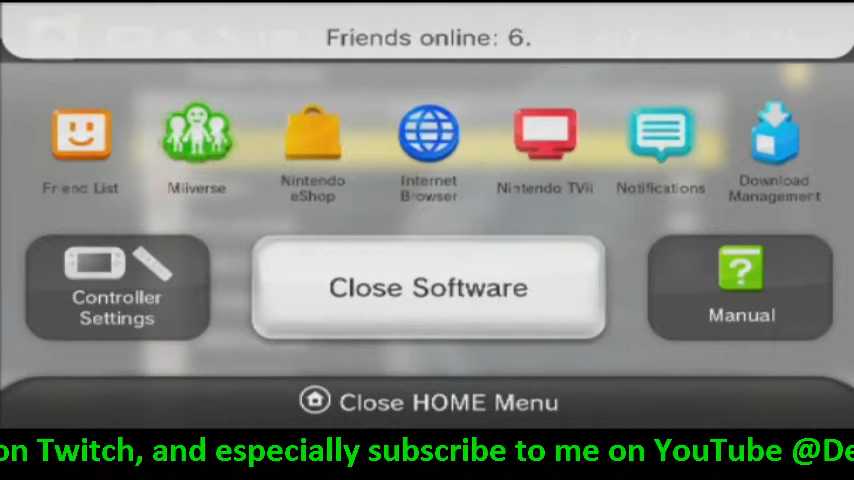 Friends online: 6.
Friend List
Miiverse
Nintendo
eShop
Internet
Browser
Nintendo TVii
Notifications
Download
Management
Controller
Settings
Close Software
Manual
Close HOME Menu
on Twitch, and especially subscribe to me on YouTube @De